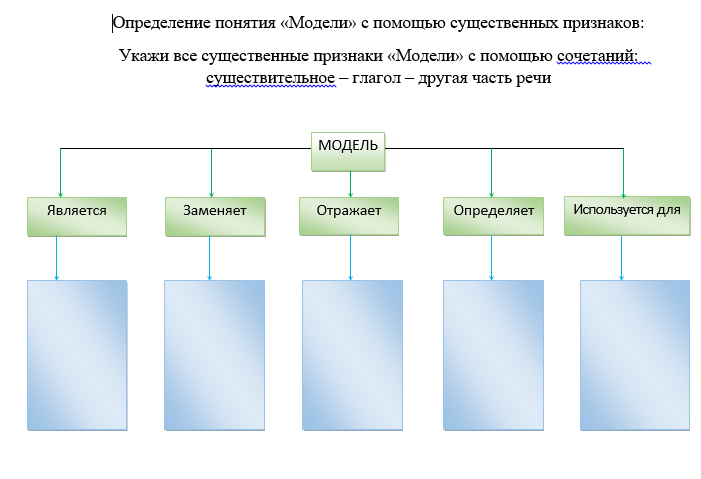 Определение понятия «Модели» с помощью существенных признаков:
Укажи все существенные признаки «Модели» с помощью сочетаний:
существительное – глагол – другая часть речи
МОДЕЛЬ
Является
Заменяет
Отражает
Определяет
Используется для